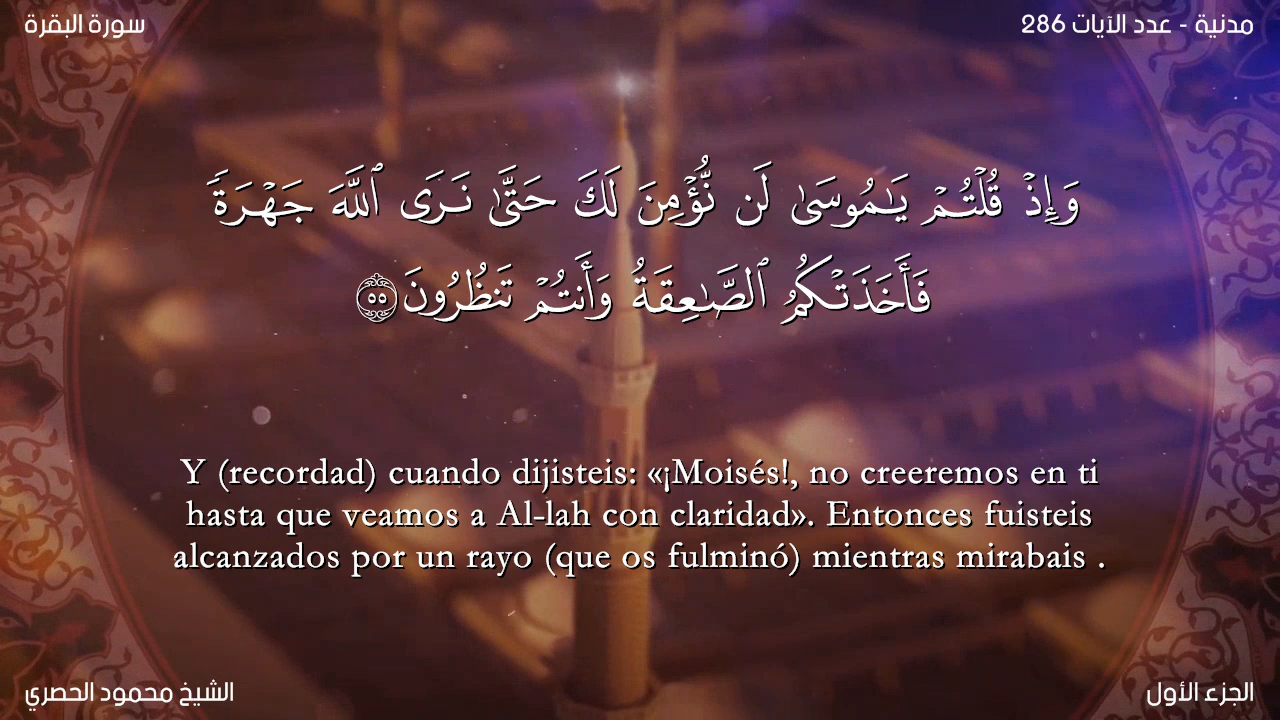 سورة البقرة
مدنية - عدد الآيات 286
وَإِذْ قُلْتُمْ يَـٰمُوسَىٰ لَن نُّؤْمِنَ لَكَ حَتَّىٰ نَرَى ٱللَّهَ جَهْرَةً
فَأَخَذَتْكُمُ ٱلصَّـٰعِقَةُ وَأَنتُمْ تَنظُرُونَ ٥٥
Y (recordad) cuando dijisteis: «¡Moisés!, no creeremos en ti
hasta que veamos a Al-lah con claridad». Entonces fuisteis
alcanzados por un rayo (que os fulminó) mientras mirabais .
الشيخ محمود الحصري
الجزء الأول